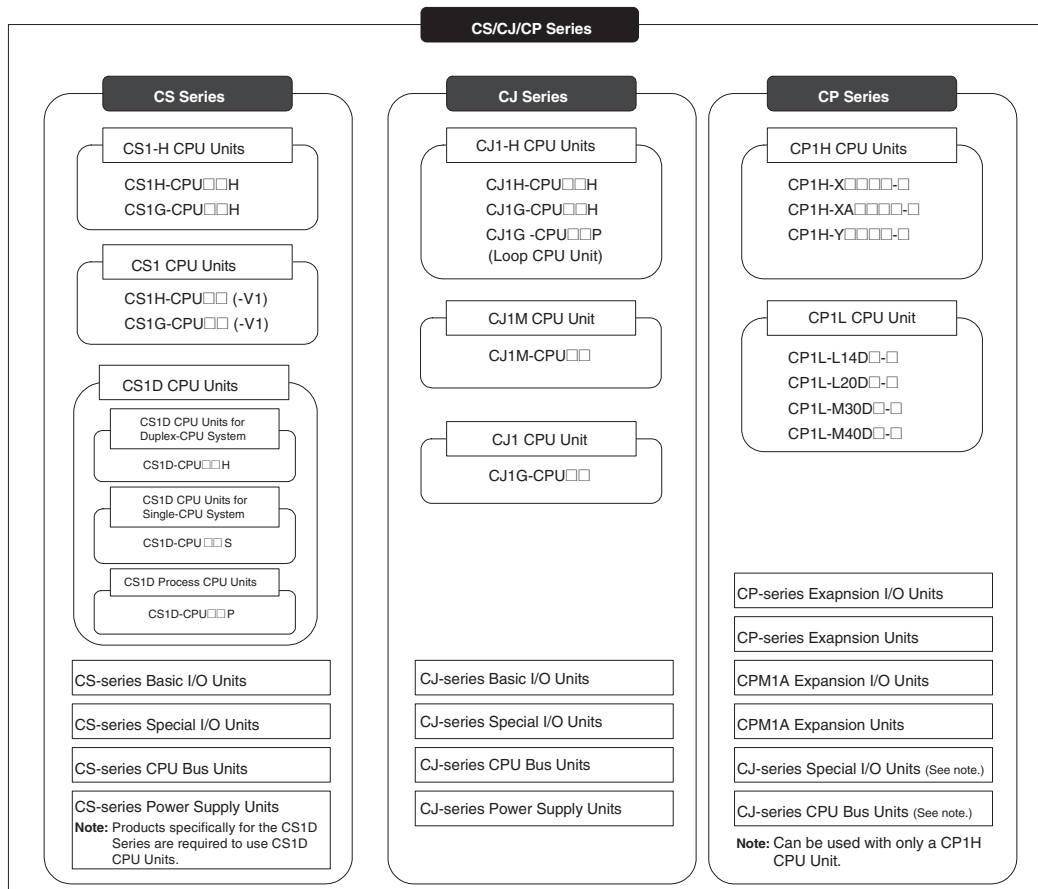 CS/CJ/CP Series
CS Series
CS1-H CPU Units
CS1H-CPU□□H
CS1G-CPU□□H
CS1 CPU Units
CS1H-CPU□□ (-V1)
CS1G-CPU□□ (-V1)
CS1D CPU Units
CS1D CPU Units for
Duplex-CPU System
CS1D-CPU□□H
CS1D CPU Units for
Single-CPU System
CS1D-CPU□□S
CS1D Process CPU Units
CS1D-CPU□□P
CS-series Basic I/O Units
CS-series Special I/O Units
CS-series CPU Bus Units
CS-series Power Supply Units
Note: Products specifically for the CS1D
Series are required to use CS1D
CPU Units.
CJ Series
CJ1-H CPU Units
CJ1H-CPU□□H
CJ1G-CPU□□H
CJ1G -CPU□□P
(Loop CPU Unit)
CJ1M CPU Unit
CJ1M-CPU□□
CJ1 CPU Unit
CJ1G-CPU□□
CJ-series Basic I/O Units
CJ-series Special I/O Units
CJ-series CPU Bus Units
CJ-series Power Supply Units
CP Series
CP1H CPU Units
CP1H-X□□□□-□
CP1H-XA□□□□-□
CP1H-Y□□□□-□
CP1L CPU Unit
CP1L-L14D□-□
CP1L-L20D□-□
CP1L-M30D□-□
CP1L-M40D□-□
CP-series Exapnsion I/O Units
CP-series Exapnsion Units
CPM1A Expansion I/O Units
CPM1A Expansion Units
CJ-series Special I/O Units (See note.)
CJ-series CPU Bus Units (See note.)
Note: Can be used with only a CP1H
CPU Unit.